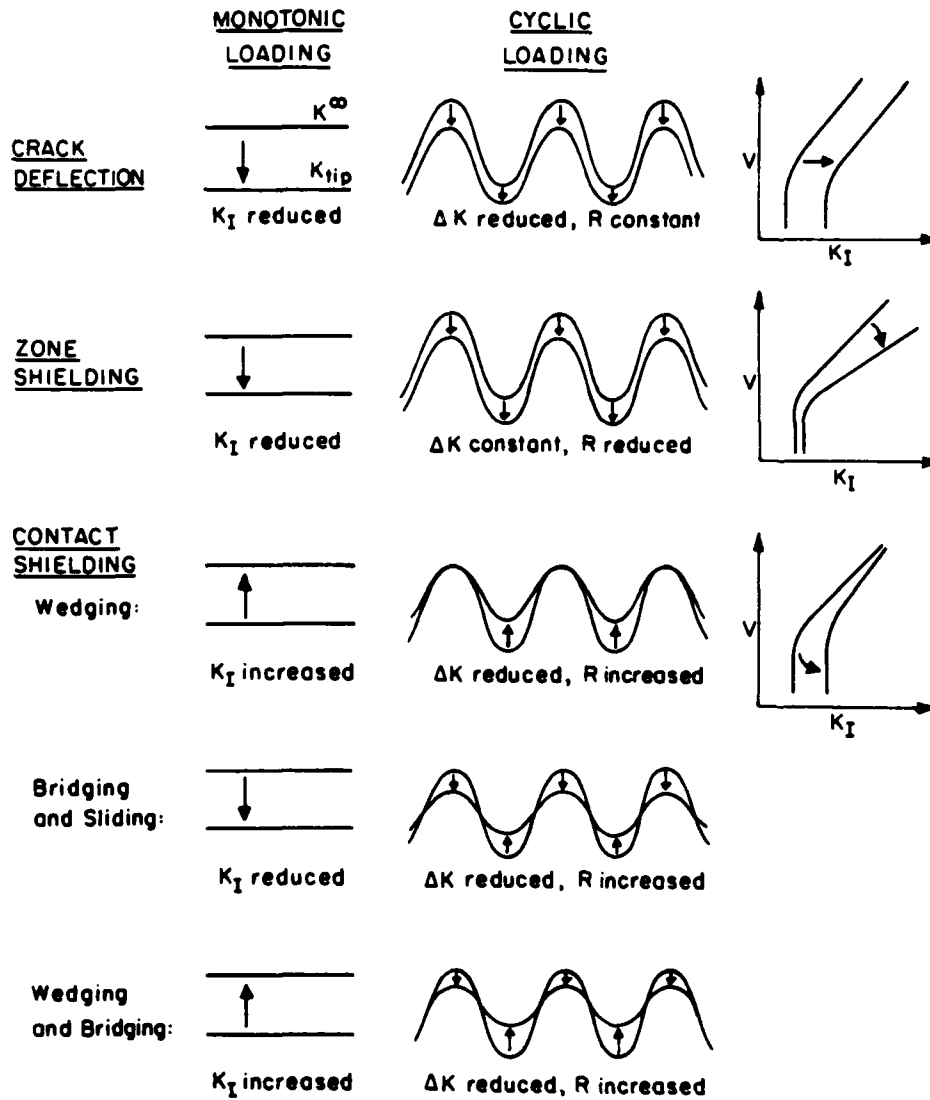 MONOTONIC
LOADING
CYCLIC
LOADING
CRACK
DEFLECTION
K∞
Ktip
KI reduced
ΔK reduced, R constant
V
KI
ZONE
SHIELDING
KI reduced
ΔK constant, R reduced
V
KI
CONTACT
SHIELDING
Wedging:
KI increased
ΔK reduced, R increased
V
KI
Bridging
and Sliding:
KI reduced
ΔK reduced, R increased
Wedging
and Bridging:
KI increased
ΔK reduced, R increased